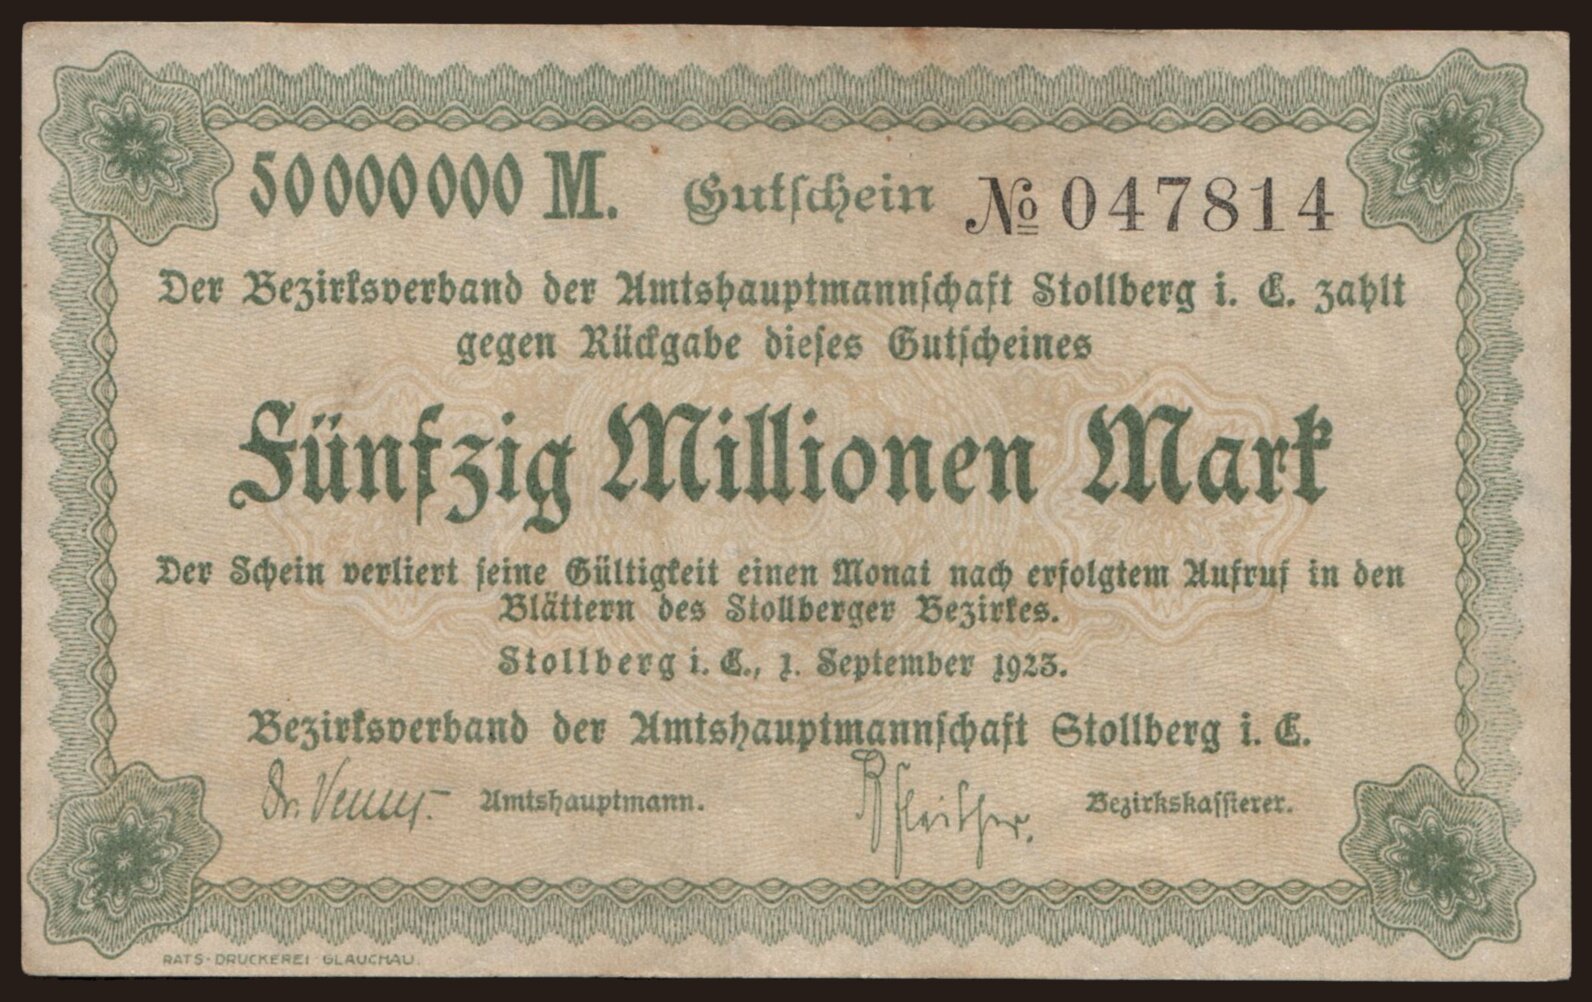 50000000 M. Gutschein № 047814
Der Bezirksverband der Amtshauptmannschaft Stollberg i. E. zahlt
gegen Rückgabe dieses Gutscheines
Fünfzig Millionen Mark
Der Schein verliert seine Gültigkeit einen Monat nach erfolgtem Aufruf in den
Blättern des Stollberger Bezirkes.
Stollberg i. E., 1. September 1923.
Bezirksverband der Amtshauptmannschaft Stollberg i. E.
Dr. Amtshauptmann. Bezirkskassierer.
RATS-DRUCKEREI GLAUCHAU.